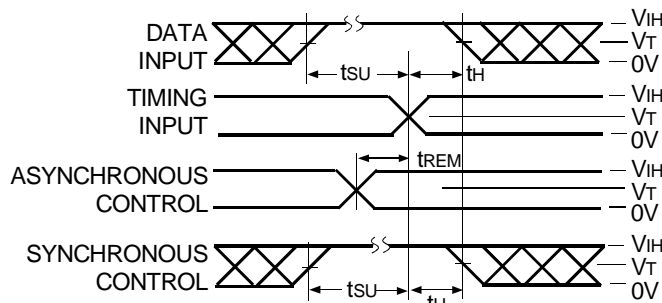 DATA
INPUT
tSU
tH
VIH
VT
0V
TIMING
INPUT
VIH
VT
0V
tREM
ASYNCHRONOUS
CONTROL
VIH
VT
0V
SYNCHRONOUS
CONTROL
tSU
tH
VIH
VT
0V